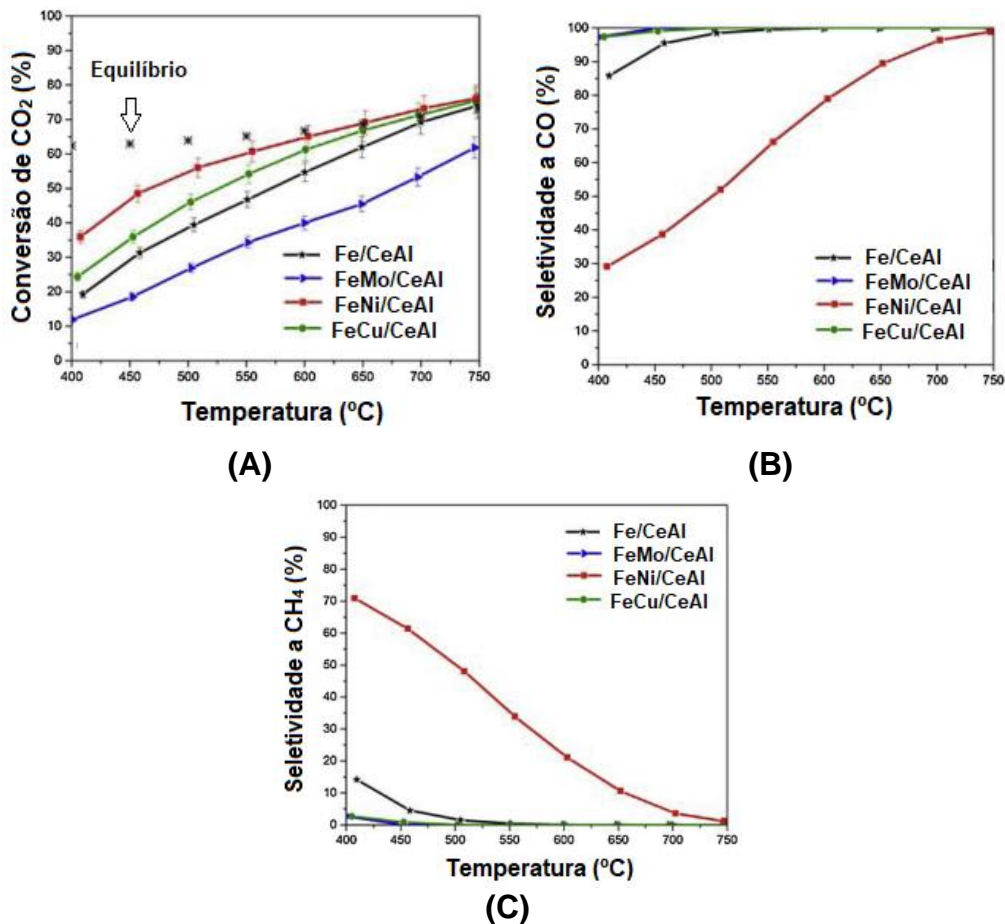 100
90
80
70
60
50
40
30
20
10
0
Conversão de CO₂ (%)
Equilíbrio
Fe/CeAl
FeMo/CeAl
FeNi/CeAl
FeCu/CeAl
400 450 500 550 600 650 700 750
Temperatura (ºC)
(A)
100
90
80
70
60
50
40
30
20
10
0
Seletividade a CO (%)
Fe/CeAl
FeMo/CeAl
FeNi/CeAl
FeCu/CeAl
400 450 500 550 600 650 700 750
Temperatura (ºC)
(B)
100
90
80
70
60
50
40
30
20
10
0
Seletividade a CH₄ (%)
Fe/CeAl
FeMo/CeAl
FeNi/CeAl
FeCu/CeAl
400 450 500 550 600 650 700 750
Temperatura (ºC)
(C)